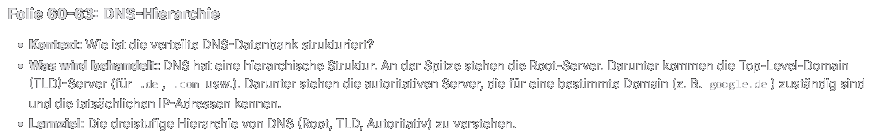 Folie 60-63: DNS-Hierarchie
• Kontext: Wie ist die verteilte DNS-Datenbank strukturiert?
• Was wird behandelt: DNS hat eine hierarchische Struktur. An der Spitze stehen die Root-Server. Darunter kommen die Top-Level-Domain
(TLD)-Server (für .de, .com usw.). Darunter stehen die autoritativen Server, die für eine bestimmte Domain (z. B. google.de) zuständig sind
und die tatsächlichen IP-Adressen kennen.
• Lernziel: Die dreistufige Hierarchie von DNS (Root, TLD, Autoritativ) zu verstehen.